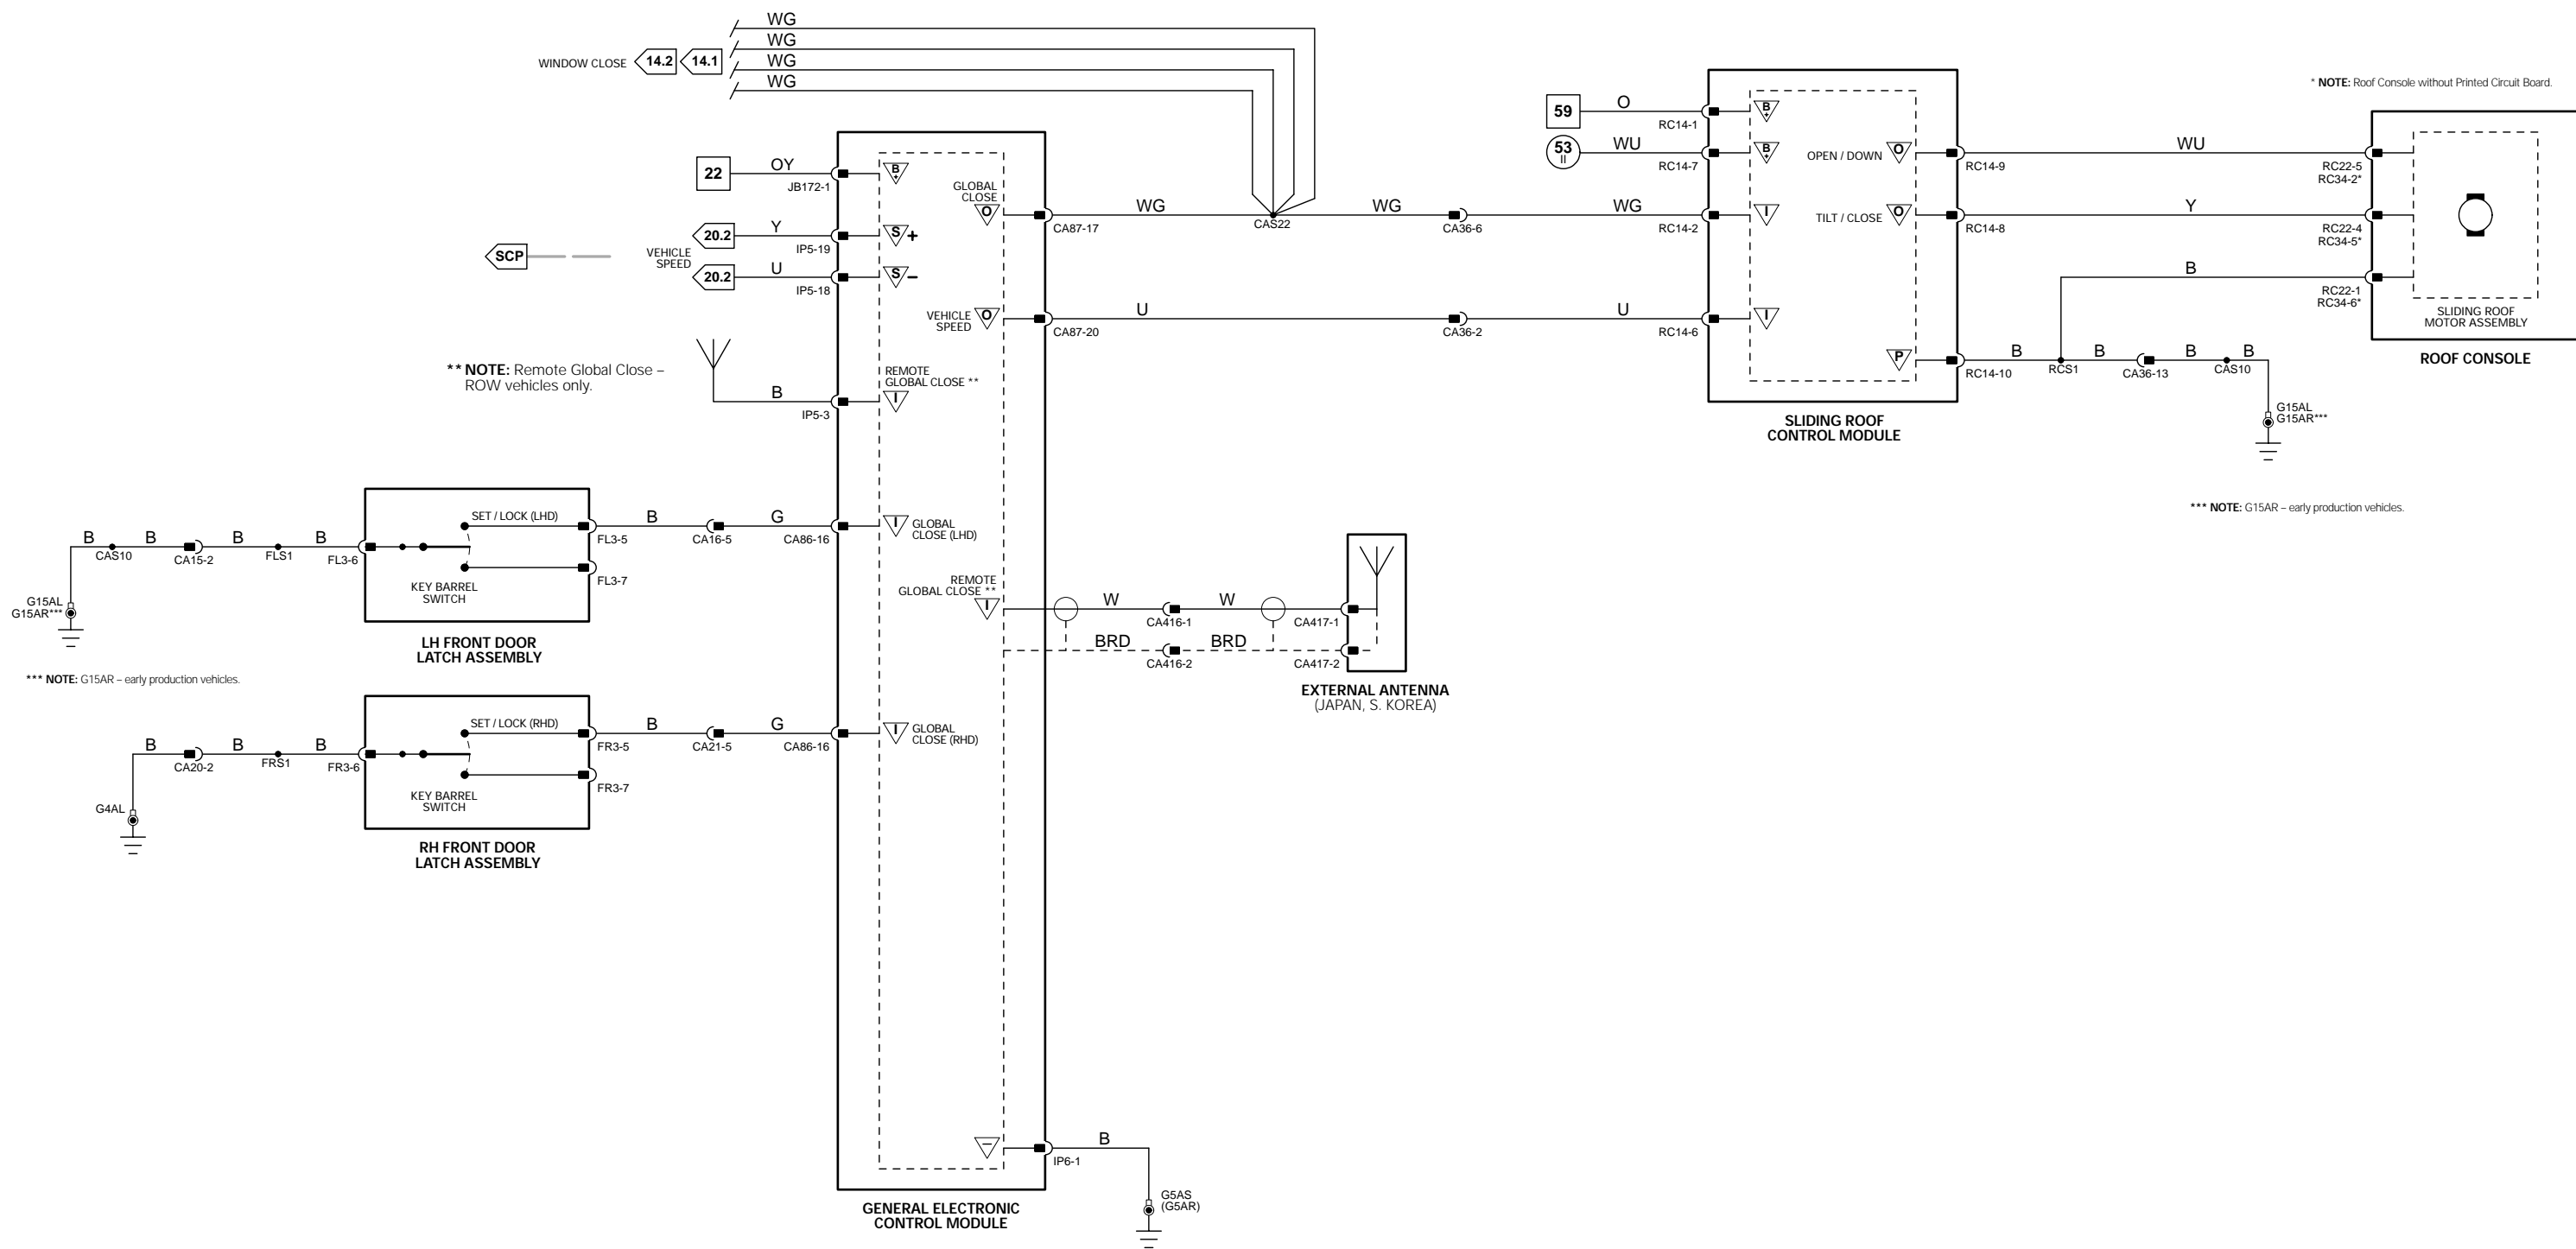 WG
WG
WINDOW CLOSE 14.2 14.1
WG
WG
* NOTE: Roof Console without Printed Circuit Board.
59 O
RC14-1
B+
53 II WU
RC14-7
B+
OPEN / DOWN O
RC14-9
WU
RC22-5
RC34-2*
22 OY
JB172-1
B+
GLOBAL
CLOSE
O
CA87-17
WG
CAS22
WG
CA36-6
WG
RC14-2
I
TILT / CLOSE O
RC14-8
Y
RC22-4
RC34-5*
SCP
VEHICLE
SPEED
20.2 Y
IP5-19
S +
20.2 U
IP5-18
S –
B
RC22-1
RC34-6*
SLIDING ROOF
MOTOR ASSEMBLY
ROOF CONSOLE
VEHICLE
SPEED
O
CA87-20
U
CA36-2
U
RC14-6
I
P
RC14-10
B
RCS1
B
CA36-13
B
CAS10
B
G15AL
G15AR***
SLIDING ROOF
CONTROL MODULE
** NOTE: Remote Global Close –
ROW vehicles only.
REMOTE
GLOBAL CLOSE **
B
IP5-3
I
*** NOTE: G15AR – early production vehicles.
B
CAS10
B
CA15-2
B
FLS1
B
FL3-6
SET / LOCK (LHD)
KEY BARREL
SWITCH
FL3-5
FL3-7
B
CA16-5
G
CA86-16
I
GLOBAL
CLOSE (LHD)
G15AL
G15AR***
LH FRONT DOOR
LATCH ASSEMBLY
*** NOTE: G15AR – early production vehicles.
REMOTE
GLOBAL CLOSE **
I
W
CA416-1
W
CA417-1
BRD
CA416-2
BRD
CA417-2
EXTERNAL ANTENNA
(JAPAN, S. KOREA)
B
CA20-2
B
FRS1
B
FR3-6
SET / LOCK (RHD)
KEY BARREL
SWITCH
FR3-5
FR3-7
B
CA21-5
G
CA86-16
I
GLOBAL
CLOSE (RHD)
G4AL
RH FRONT DOOR
LATCH ASSEMBLY
–
B
IP6-1
G5AS
(G5AR)
GENERAL ELECTRONIC
CONTROL MODULE